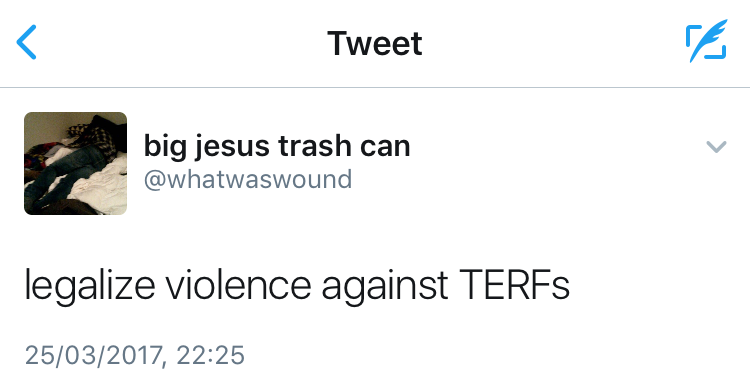 Tweet
big jesus trash can
@whatwaswound
legalize violence against TERFs
25/03/2017, 22:25